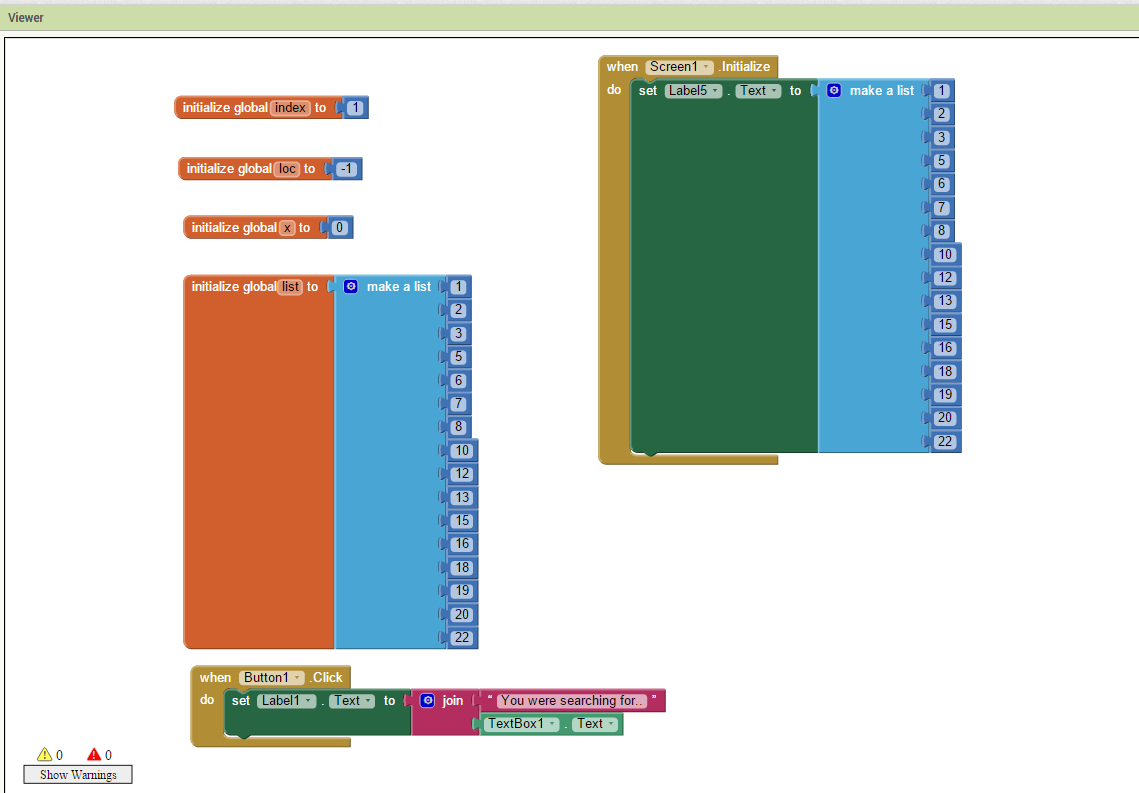 Viewer
initialize global index to 1
initialize global loc to -1
initialize global x to 0
initialize global list to make a list 1
2
3
5
6
7
8
10
12
13
15
16
18
19
20
22
when Screen1 .Initialize
do set Label5 . Text to make a list 1
2
3
5
6
7
8
10
12
13
15
16
18
19
20
22
when Button1 .Click
do set Label1 . Text to join “ You were searching for.. ”
TextBox1 . Text
0 0
Show Warnings